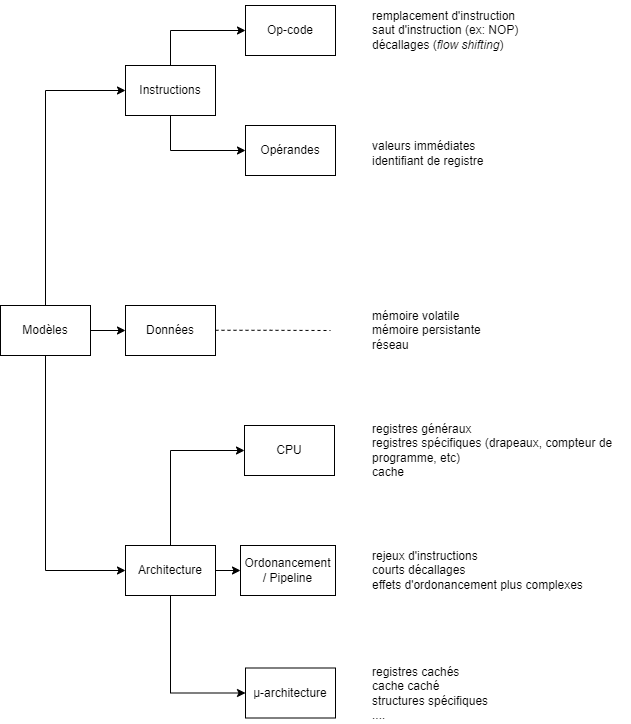 remplacement d'instruction
Op-code
saut d'instruction (ex: NOP)
décallages (flow shifting)
Instructions
Opérandes
valeurs immédiates
identifiant de registre
Modèles
Données
mémoire volatile
mémoire persistante
réseau
CPU
registres généraux
registres spécifiques (drapeaux, compteur de
programme, etc)
cache
Architecture
Ordonancement
/ Pipeline
rejeux d'instructions
courts décallages
effets d'ordonancement plus complexes
µ-architecture
registres cachés
cache caché
structures spécifiques
....